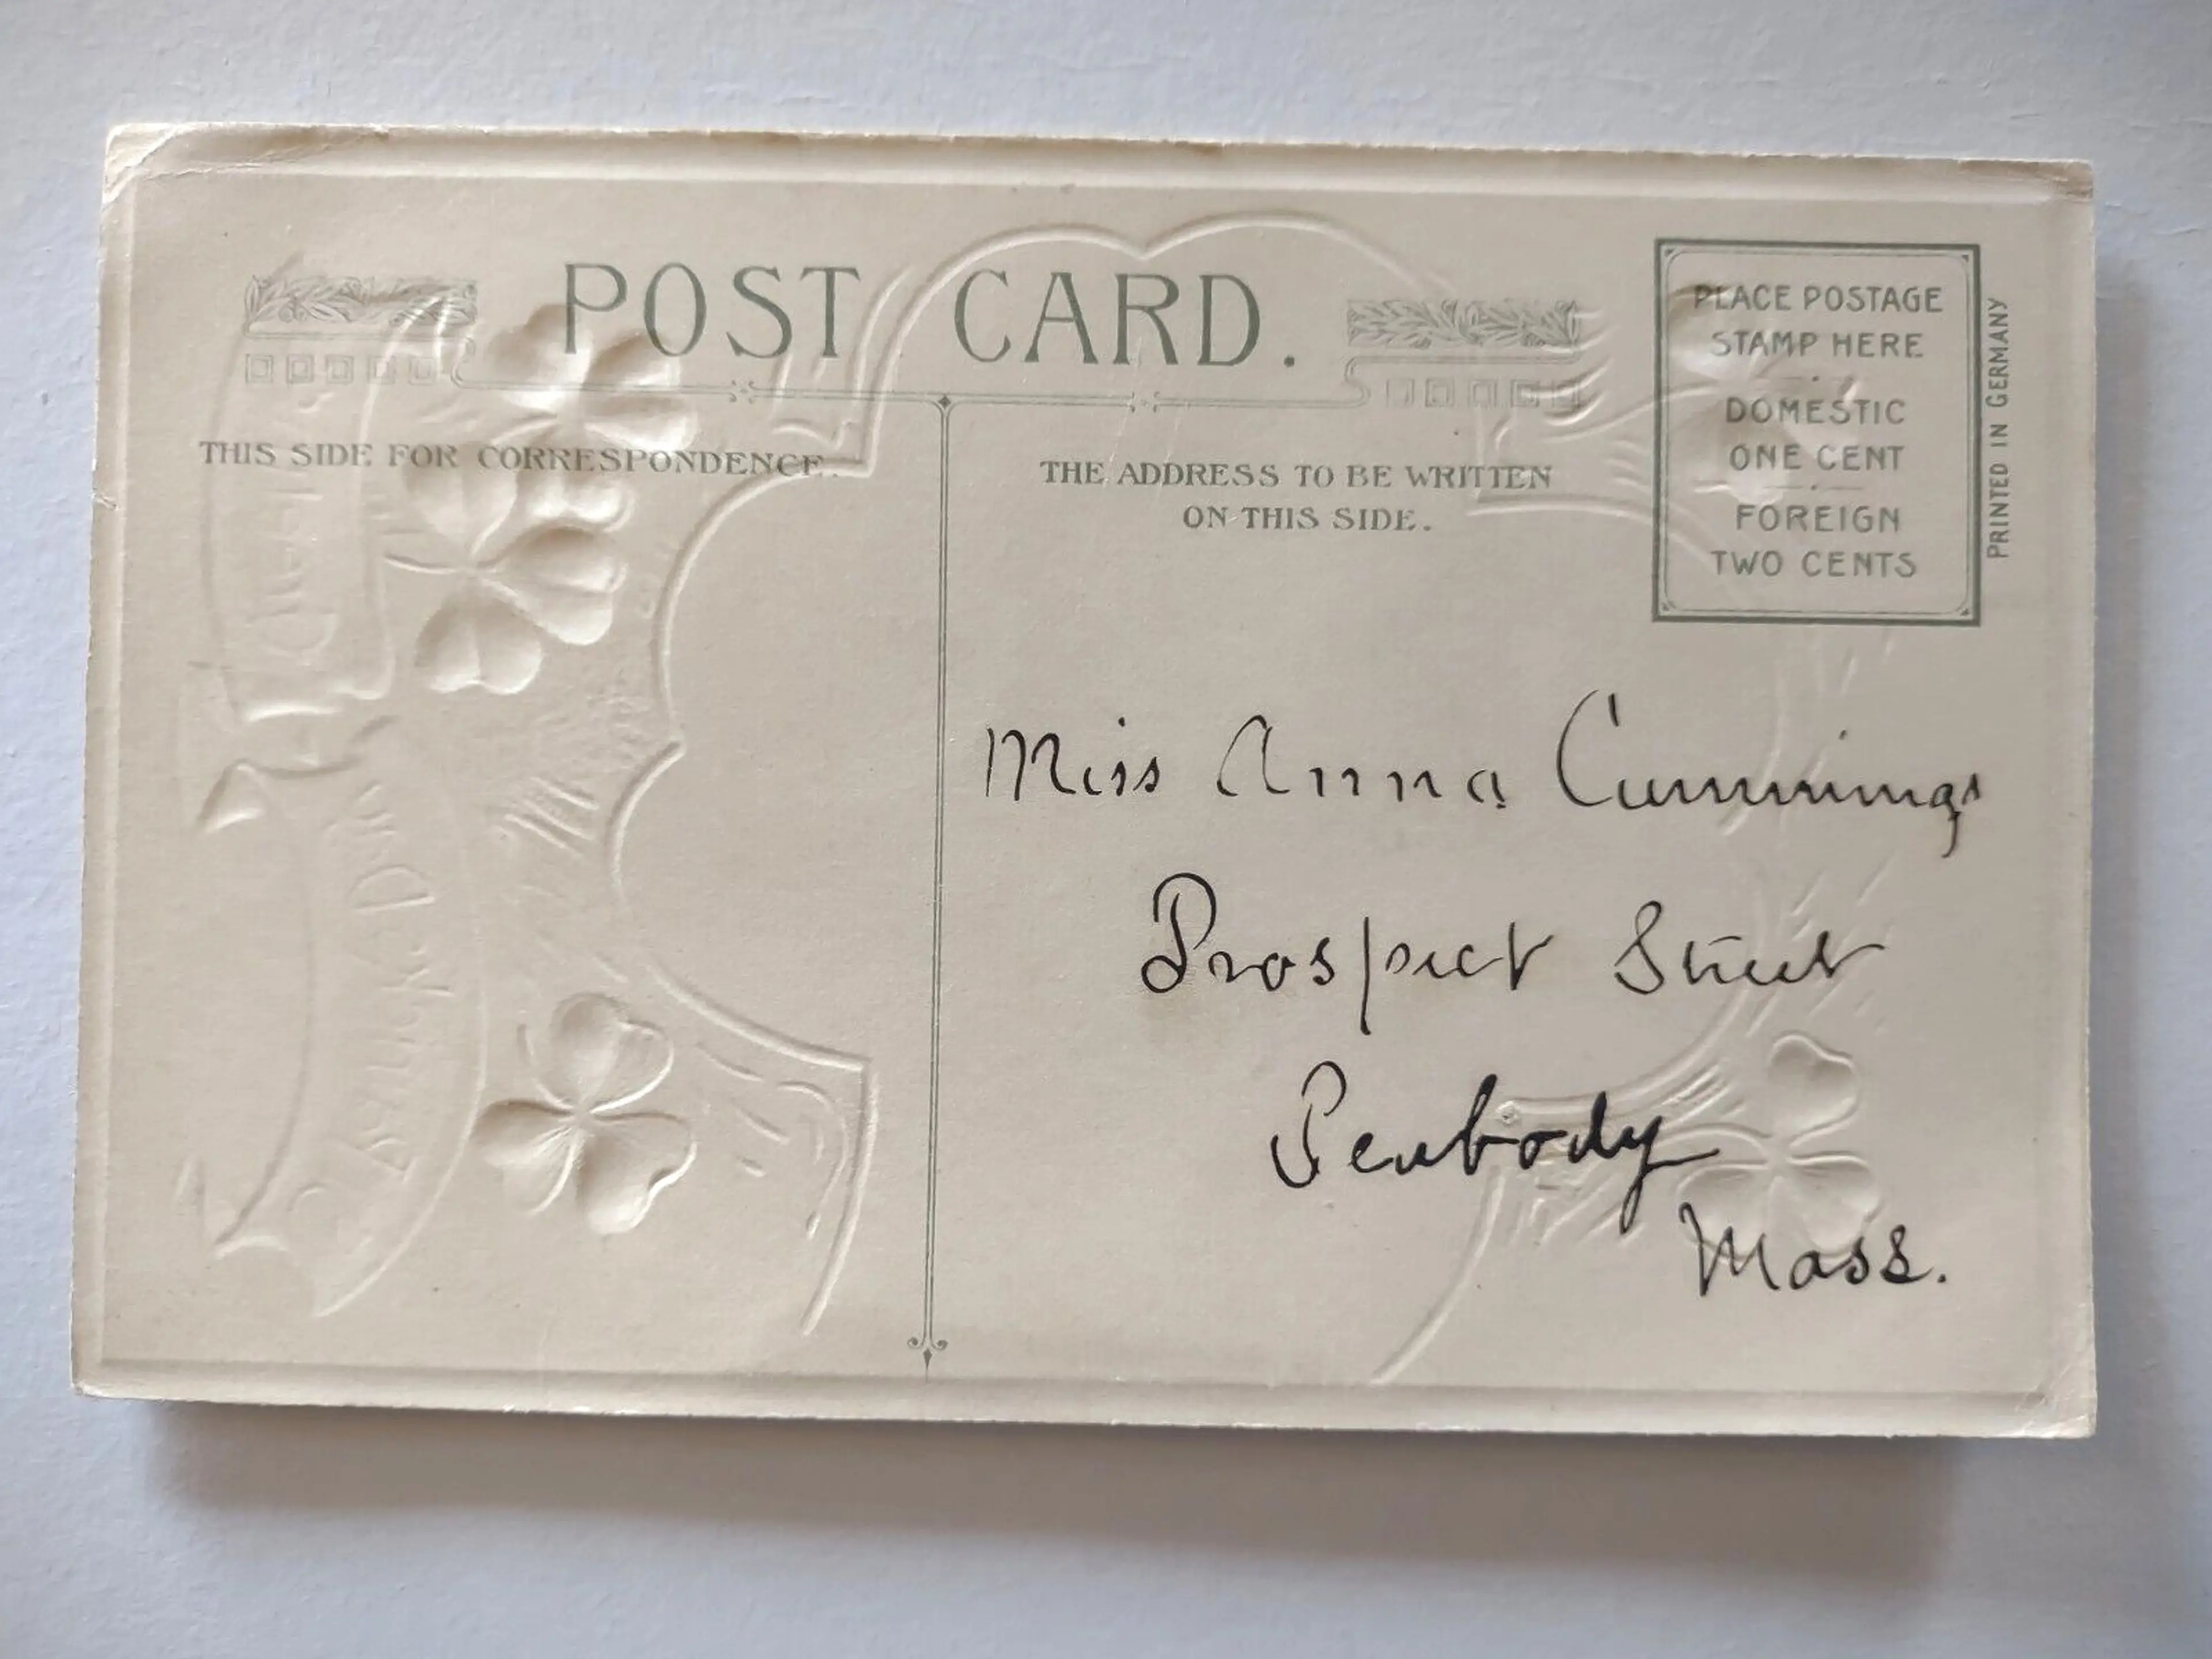 POST CARD.
THIS SIDE FOR CORRESPONDENCE.
THE ADDRESS TO BE WRITTEN
ON THIS SIDE.
PLACE POSTAGE
STAMP HERE
DOMESTIC
ONE CENT
FOREIGN
TWO CENTS
PRINTED IN GERMANY
Miss Anna Cummings
Prospect Street
Peabody
Mass.